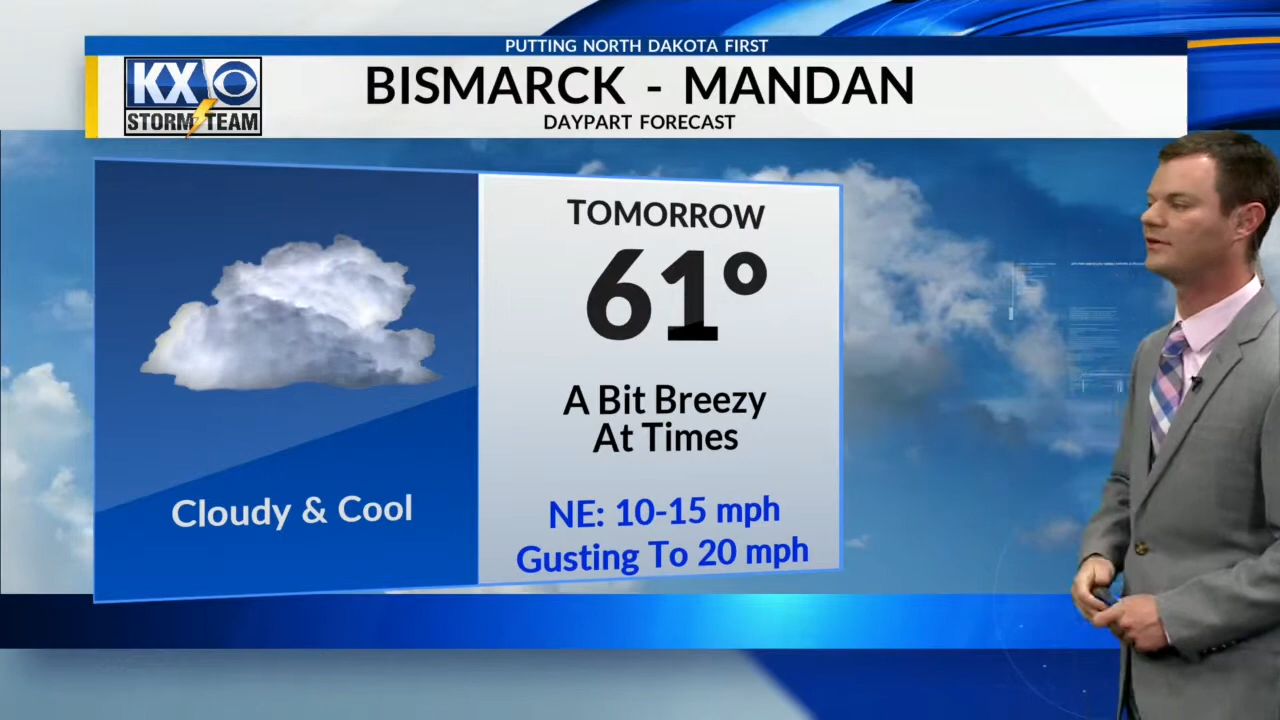 PUTTING NORTH DAKOTA FIRST
KX
STORM TEAM
BISMARCK - MANDAN
DAYPART FORECAST
TOMORROW
61°
A Bit Breezy
At Times
Cloudy & Cool
NE: 10-15 mph
Gusting To 20 mph